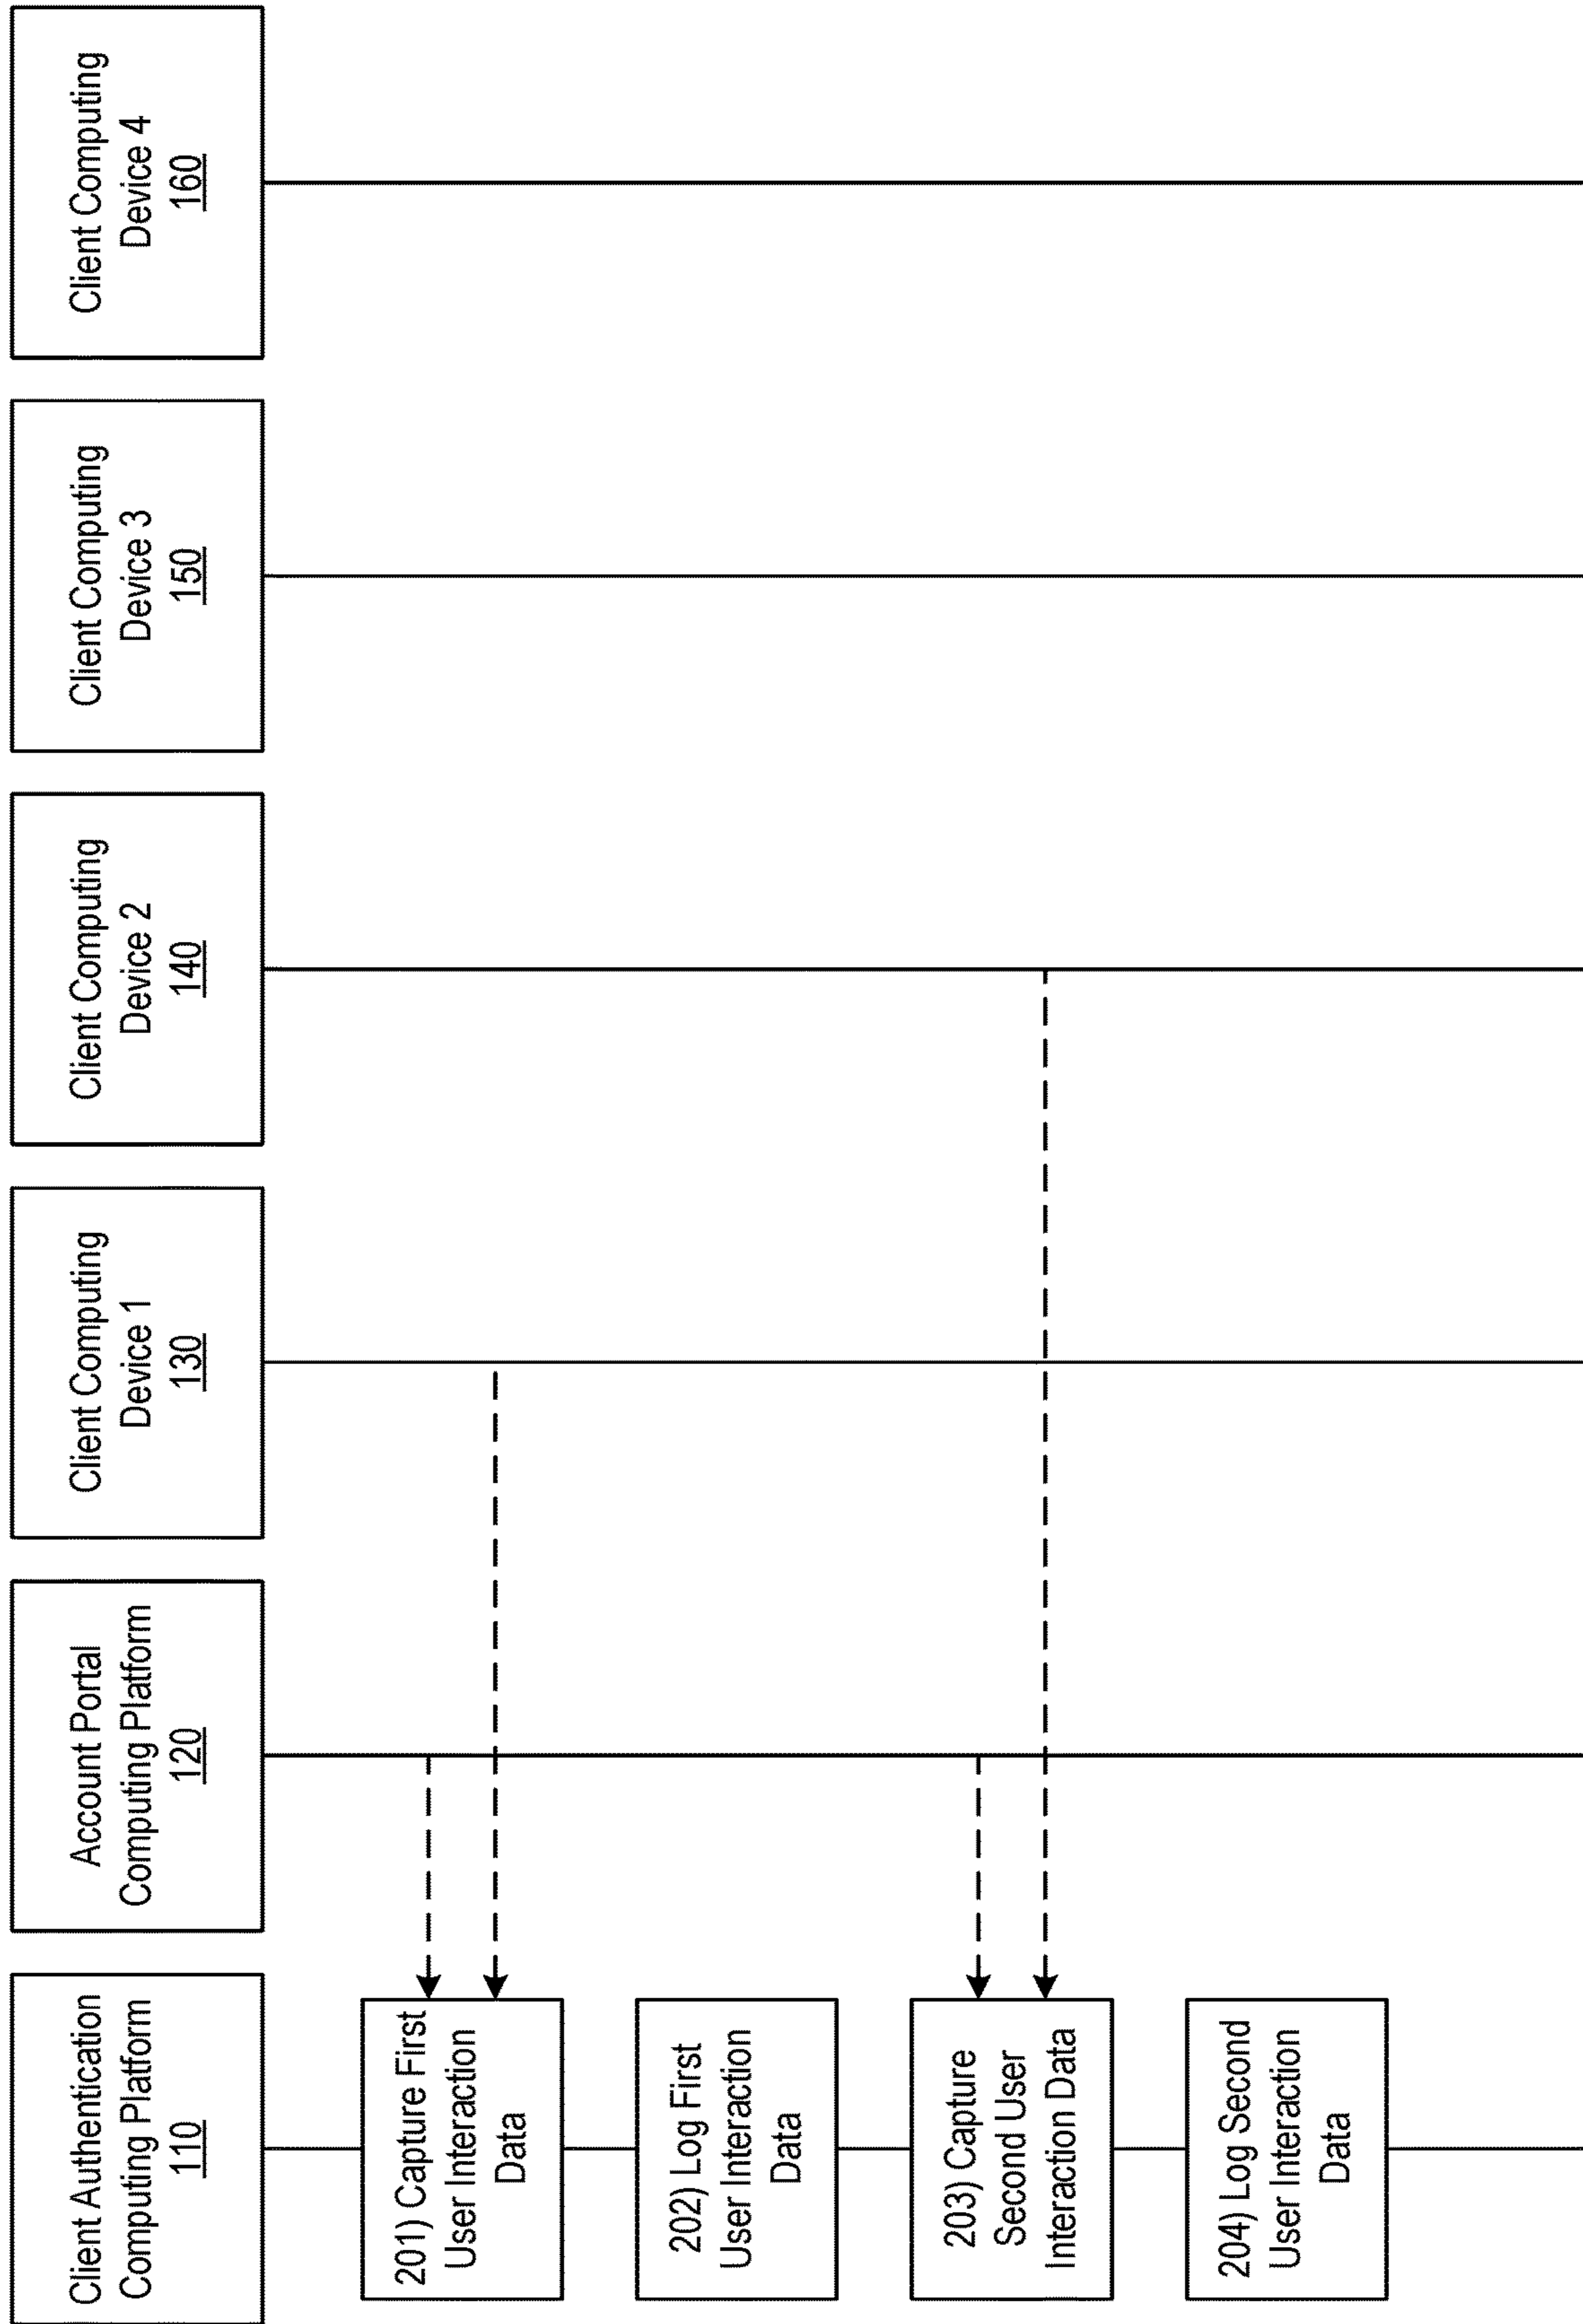 Client Authentication
Computing Platform
110
Account Portal
Computing Platform
120
Client Computing
Device 1
130
Client Computing
Device 2
140
Client Computing
Device 3
150
Client Computing
Device 4
160
201) Capture First
User Interaction
Data
202) Log First
User Interaction
Data
203) Capture
Second User
Interaction Data
204) Log Second
User Interaction
Data